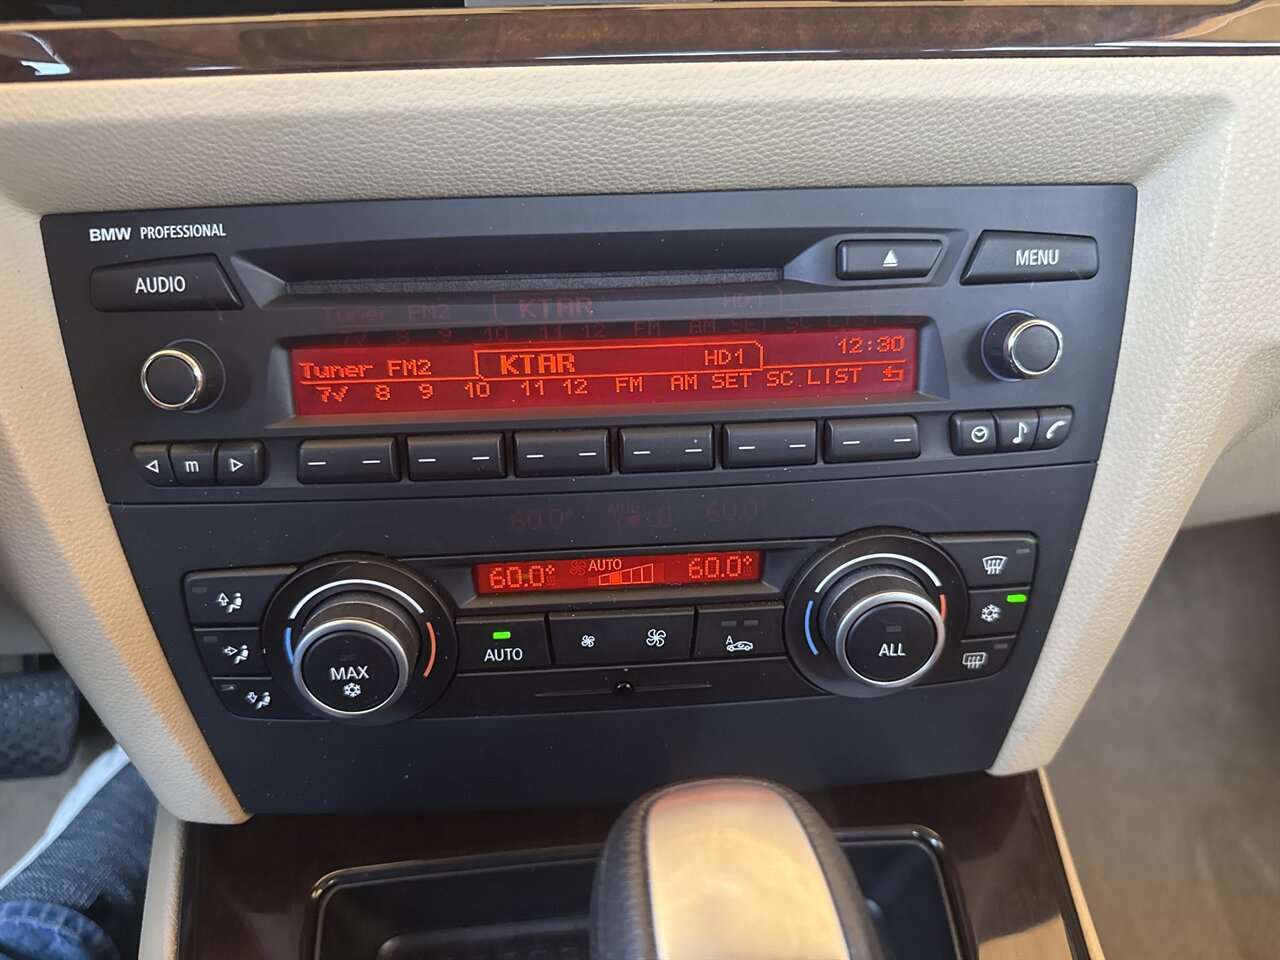 BMW PROFESSIONAL
AUDIO
MENU
12:30
Tuner FM2 KTAR HD1
7✓ 8 9 10 11 12 FM AM SET SC LIST
m
60.0° AUTO 60.0°
MAX
AUTO
A
ALL